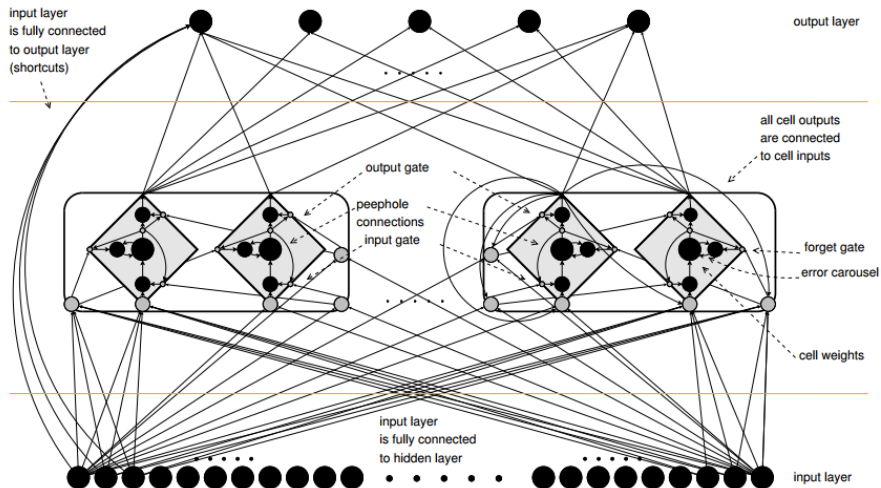 input layer
is fully connected
to output layer
(shortcuts)
output layer
all cell outputs
are connected
to cell inputs
output gate
peephole
connections
input gate
forget gate
error carousel
cell weights
input layer
is fully connected
to hidden layer
input layer